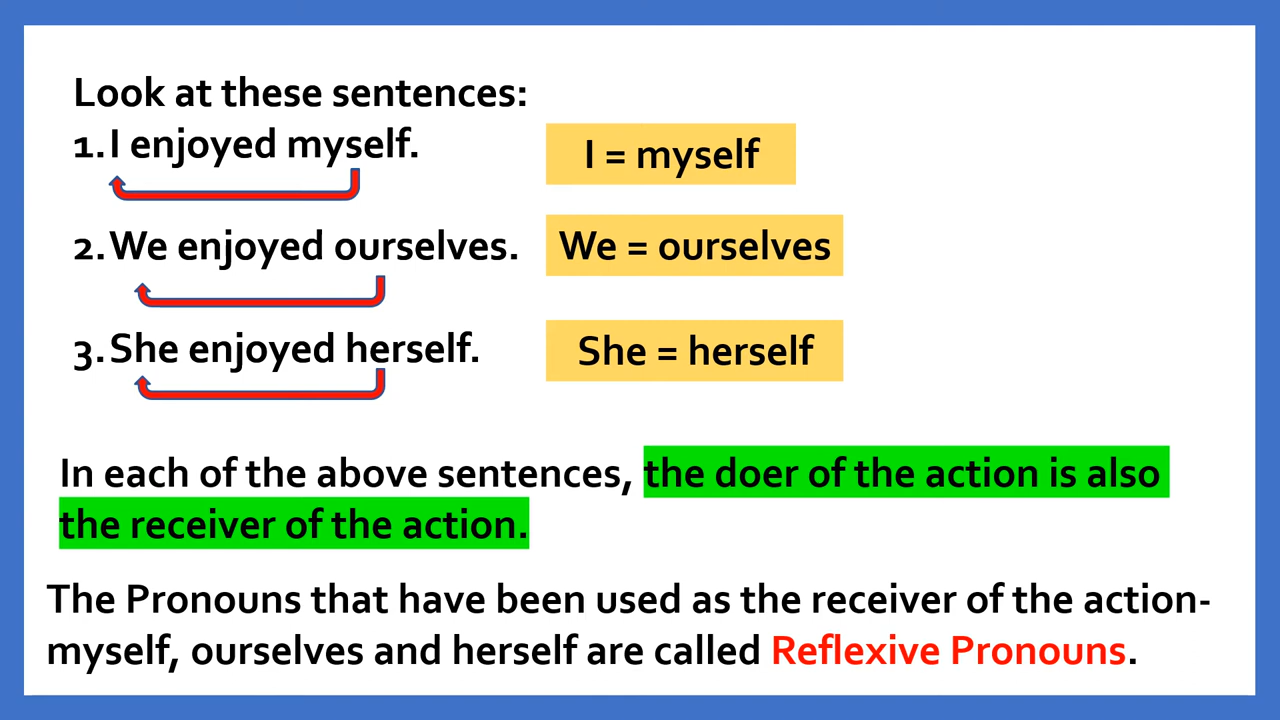 Look at these sentences:
1. I enjoyed myself.
I = myself
2. We enjoyed ourselves.
We = ourselves
3. She enjoyed herself.
She = herself
In each of the above sentences, the doer of the action is also
the receiver of the action.
The Pronouns that have been used as the receiver of the action-
myself, ourselves and herself are called Reflexive Pronouns.